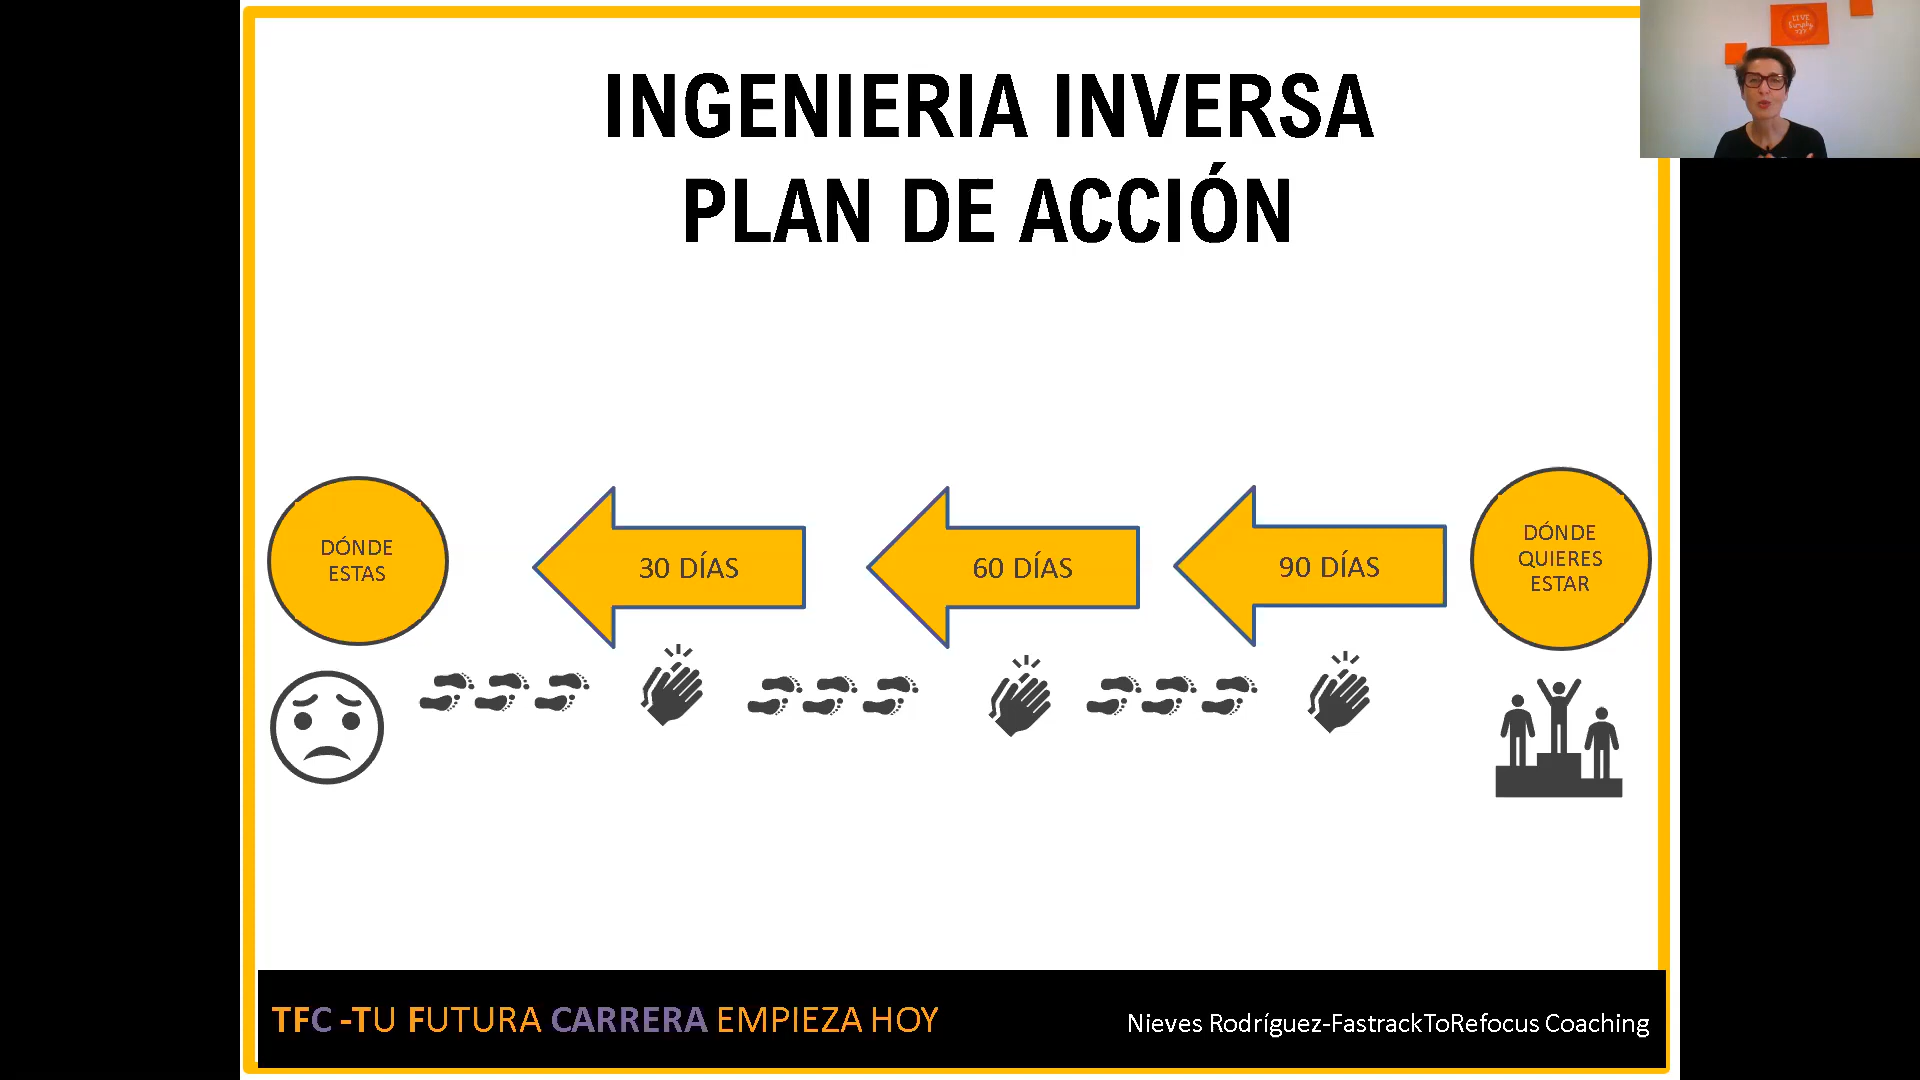 INGENIERIA INVERSA
PLAN DE ACCIÓN
DÓNDE
ESTAS
30 DÍAS
60 DÍAS
90 DÍAS
DÓNDE
QUIERES
ESTAR
TFC -TU FUTURA CARRERA EMPIEZA HOY
Nieves Rodríguez-FastrackToRefocus Coaching